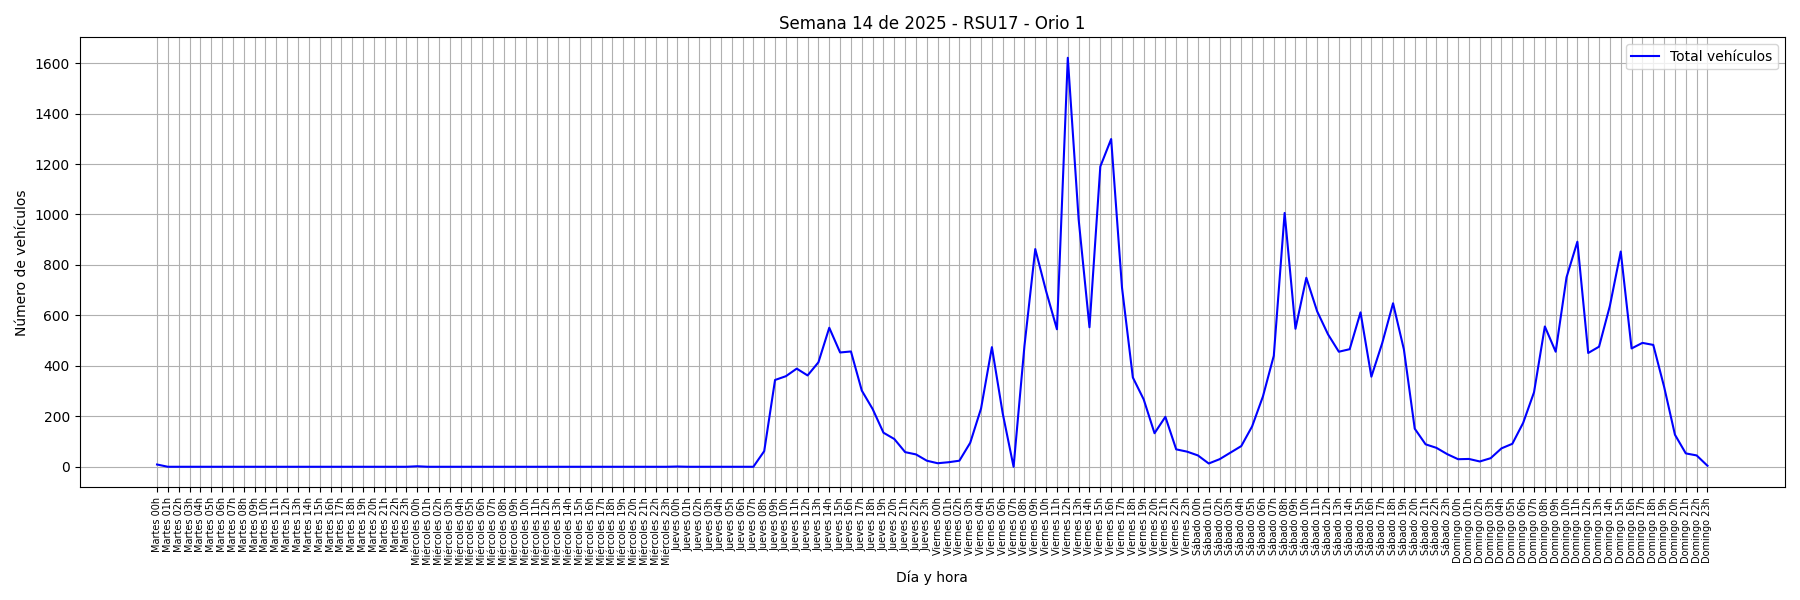 Semana 14 de 2025 - RSU17 - Orio 1
Total vehículos
Número de vehículos
1600
1400
1200
1000
800
600
400
200
0
Martes 00h
Martes 01h
Martes 02h
Martes 03h
Martes 04h
Martes 05h
Martes 06h
Martes 07h
Martes 08h
Martes 09h
Martes 10h
Martes 11h
Martes 12h
Martes 13h
Martes 14h
Martes 15h
Martes 16h
Martes 17h
Martes 18h
Martes 19h
Martes 20h
Martes 21h
Martes 22h
Martes 23h
Miércoles 00h
Miércoles 01h
Miércoles 02h
Miércoles 03h
Miércoles 04h
Miércoles 05h
Miércoles 06h
Miércoles 07h
Miércoles 08h
Miércoles 09h
Miércoles 10h
Miércoles 11h
Miércoles 12h
Miércoles 13h
Miércoles 14h
Miércoles 15h
Miércoles 16h
Miércoles 17h
Miércoles 18h
Miércoles 19h
Miércoles 20h
Miércoles 21h
Miércoles 22h
Miércoles 23h
Jueves 00h
Jueves 01h
Jueves 02h
Jueves 03h
Jueves 04h
Jueves 05h
Jueves 06h
Jueves 07h
Jueves 08h
Jueves 09h
Jueves 10h
Jueves 11h
Jueves 12h
Jueves 13h
Jueves 14h
Jueves 15h
Jueves 16h
Jueves 17h
Jueves 18h
Jueves 19h
Jueves 20h
Jueves 21h
Jueves 22h
Jueves 23h
Viernes 00h
Viernes 01h
Viernes 02h
Viernes 03h
Viernes 04h
Viernes 05h
Viernes 06h
Viernes 07h
Viernes 08h
Viernes 09h
Viernes 10h
Viernes 11h
Viernes 12h
Viernes 13h
Viernes 14h
Viernes 15h
Viernes 16h
Viernes 17h
Viernes 18h
Viernes 19h
Viernes 20h
Viernes 21h
Viernes 22h
Viernes 23h
Sábado 00h
Sábado 01h
Sábado 02h
Sábado 03h
Sábado 04h
Sábado 05h
Sábado 06h
Sábado 07h
Sábado 08h
Sábado 09h
Sábado 10h
Sábado 11h
Sábado 12h
Sábado 13h
Sábado 14h
Sábado 15h
Sábado 16h
Sábado 17h
Sábado 18h
Sábado 19h
Sábado 20h
Sábado 21h
Sábado 22h
Sábado 23h
Domingo 00h
Domingo 01h
Domingo 02h
Domingo 03h
Domingo 04h
Domingo 05h
Domingo 06h
Domingo 07h
Domingo 08h
Domingo 09h
Domingo 10h
Domingo 11h
Domingo 12h
Domingo 13h
Domingo 14h
Domingo 15h
Domingo 16h
Domingo 17h
Domingo 18h
Domingo 19h
Domingo 20h
Domingo 21h
Domingo 22h
Domingo 23h
Día y hora